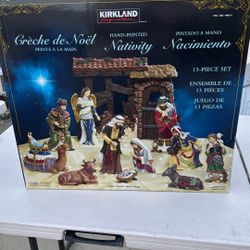 KIRKLAND
Crèche de Noël
PEINTE À LA MAIN
HAND-PAINTED
Nativity
PINTADO A MANO
Nacimiento
13-PIECE SET
ENSEMBLE DE
13 PIÈCES
JUEGO DE
13 PIEZAS